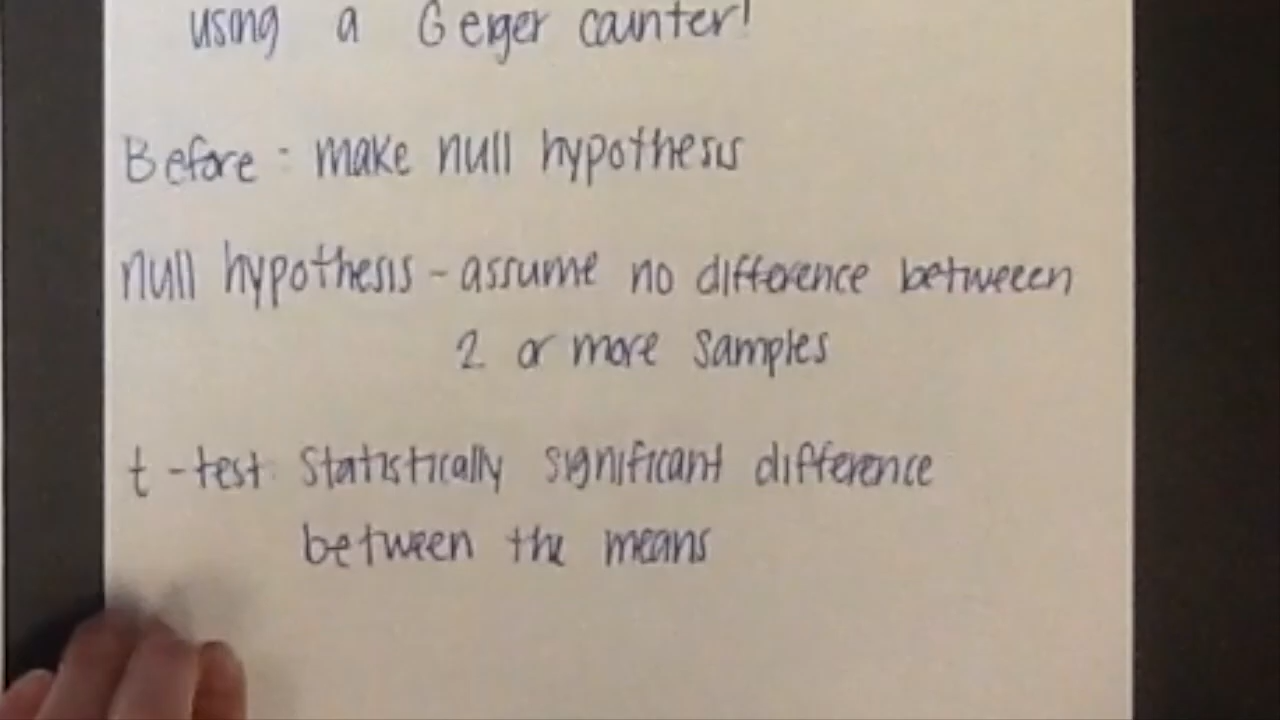 using a Geiger counter!
Before: make null hypothesis
null hypothesis - assume no difference betweeen
2 or more samples
t-test: statistically significant difference
between the means